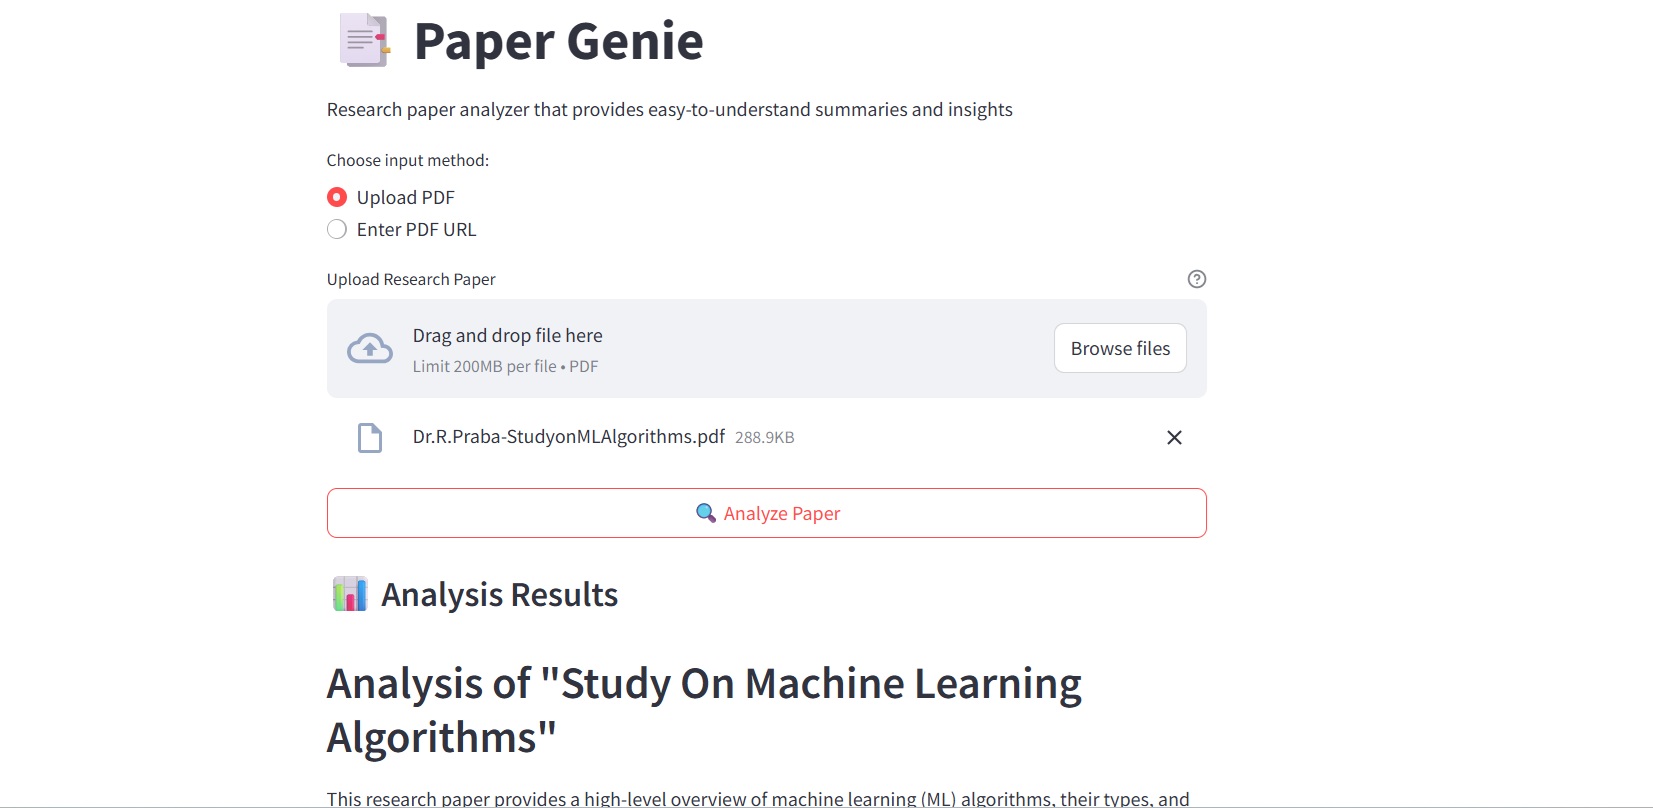 Paper Genie
Research paper analyzer that provides easy-to-understand summaries and insights
Choose input method:
Upload PDF
Enter PDF URL
Upload Research Paper
Drag and drop file here
Limit 200MB per file • PDF
Browse files
Dr.R.Praba-StudyonMLAlgorithms.pdf 288.9KB
Analyze Paper
Analysis Results
Analysis of "Study On Machine Learning
Algorithms"
This research paper provides a high-level overview of machine learning (ML) algorithms, their types, and